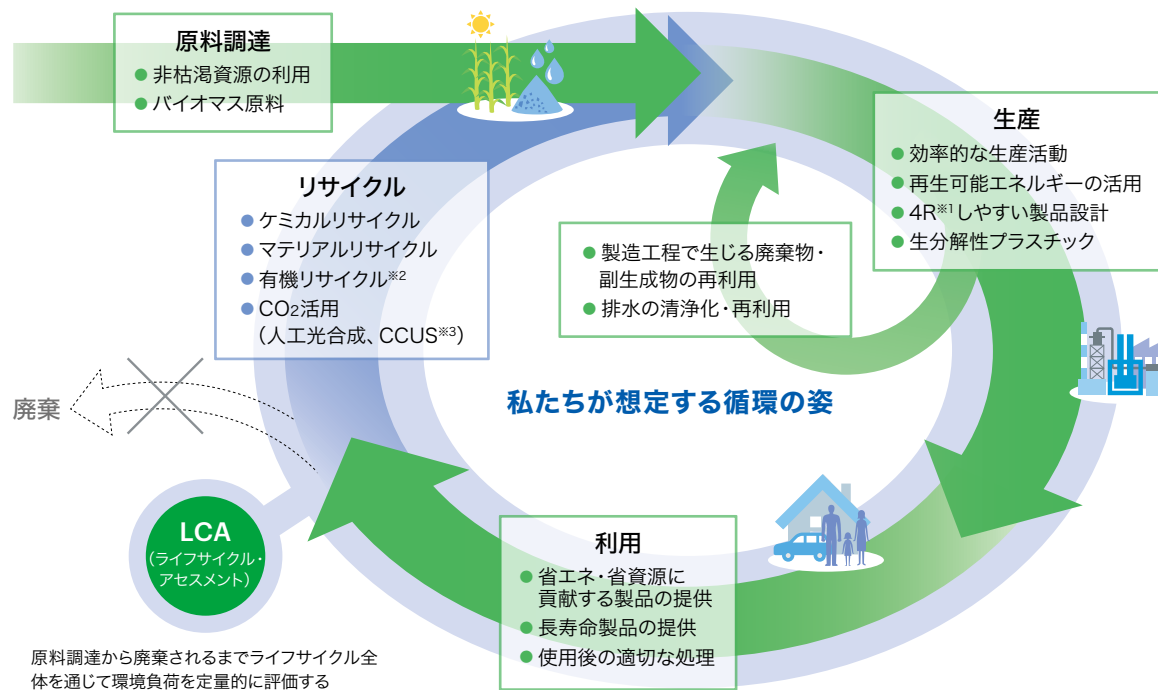 原料調達
● 非枯渇資源の利用
● バイオマス原料
生産
● 効率的な生産活動
● 再生可能エネルギーの活用
● 4R※1しやすい製品設計
● 生分解性プラスチック
リサイクル
● ケミカルリサイクル
● マテリアルリサイクル
● 有機リサイクル※2
● CO2活用
（人工光合成、CCUS※3）
● 製造工程で生じる廃棄物・
副生成物の再利用
● 排水の清浄化・再利用
私たちが想定する循環の姿
廃棄
LCA
（ライフサイクル・
アセスメント）
利用
● 省エネ・省資源に
貢献する製品の提供
● 長寿命製品の提供
● 使用後の適切な処理
原料調達から廃棄されるまでライフサイクル全
体を通じて環境負荷を定量的に評価する